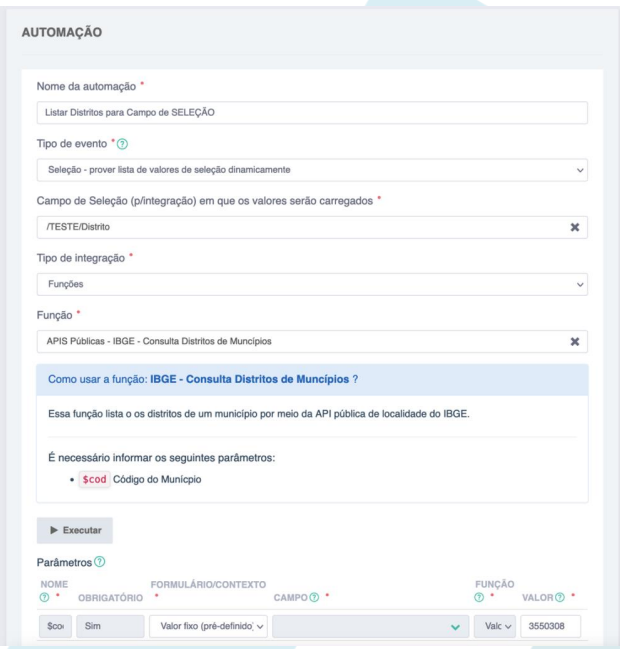 AUTOMAÇÃO
Nome da automação *
Listar Distritos para Campo de SELEÇÃO
Tipo de evento * ?
Seleção - prover lista de valores de seleção dinamicamente
Campo de Seleção (p/integração) em que os valores serão carregados *
/TESTE/Distrito
Tipo de integração *
Funções
Função *
APIS Públicas - IBGE - Consulta Distritos de Muncípios
Como usar a função: IBGE - Consulta Distritos de Muncípios ?
Essa função lista o os distritos de um município por meio da API pública de localidade do IBGE.
É necessário informar os seguintes parâmetros:
• $cod Código do Municpio
Executar
Parâmetros ?
NOME ? * OBRIGATÓRIO FORMULÁRIO/CONTEXTO * CAMPO ? * FUNÇÃO ? * VALOR ? *
$co Sim Valor fixo (pré-definido) Valc 3550308